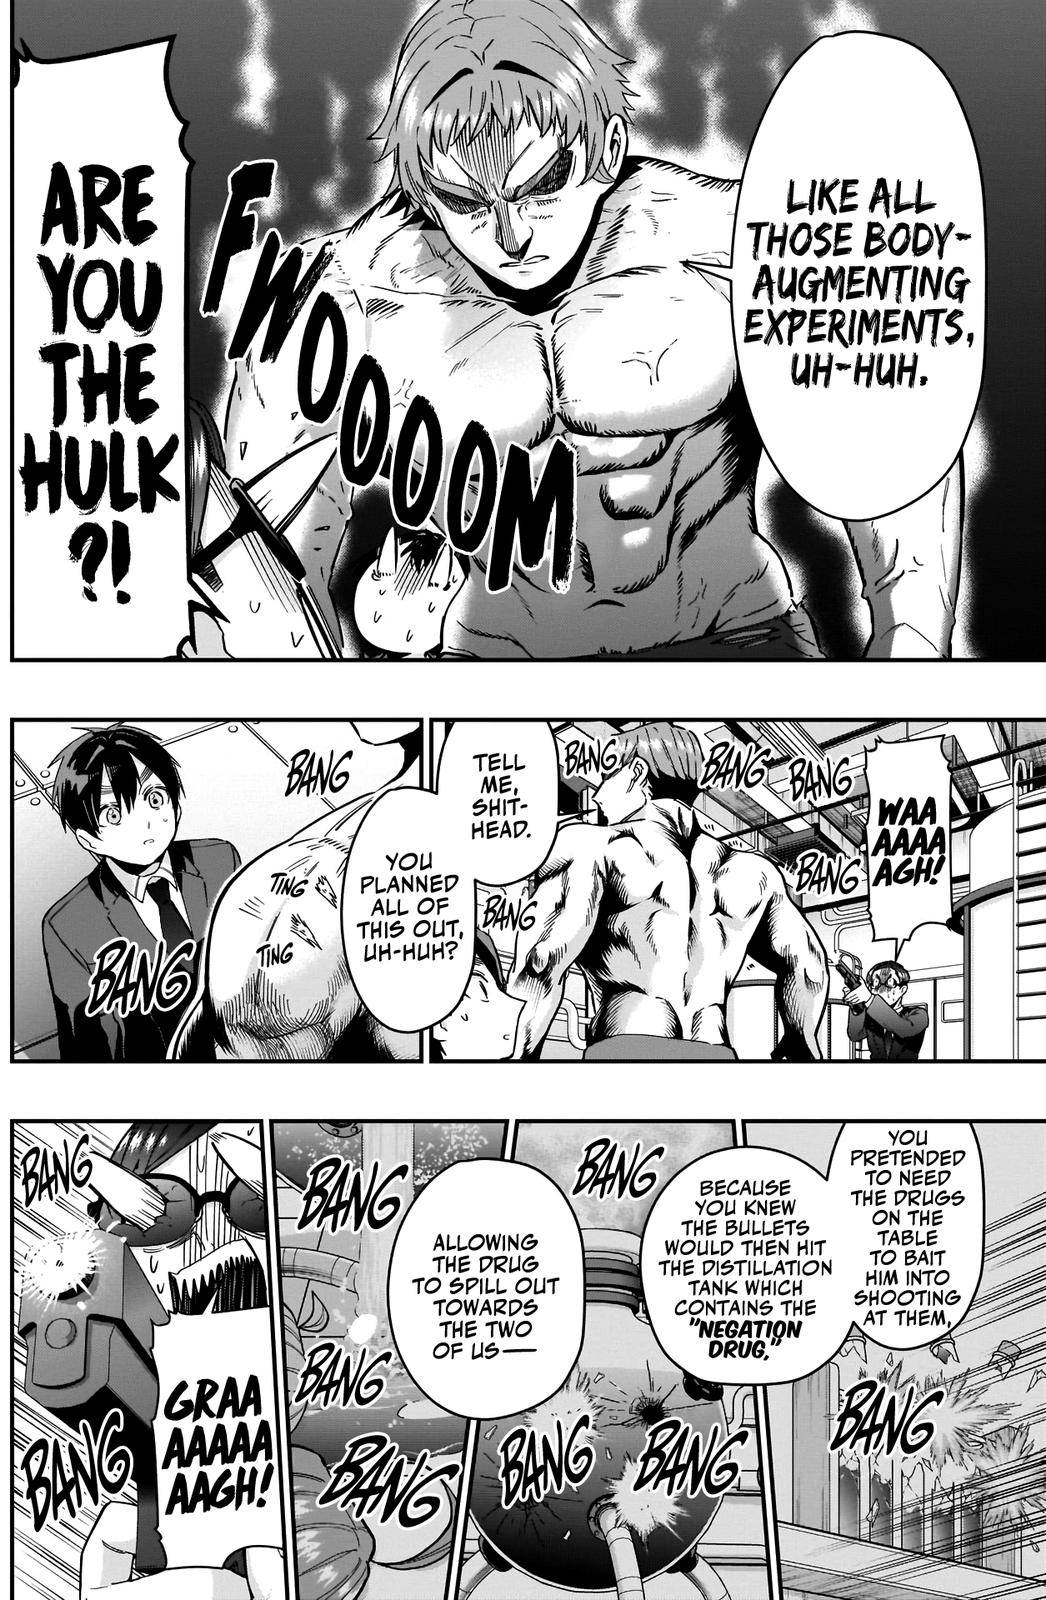 LIKE ALL
THOSE BODY-
AUGMENTING
EXPERIMENTS,
UH-HUH.
FWOOOOOM
ARE
YOU
THE
HULK
?!
WAA
AAAAA
AGH!
BANG
BANG
BANG
BANG
BANG
TELL
ME,
SHIT-
HEAD.
YOU
PLANNED
ALL OF
THIS OUT,
UH-HUH?
BANG
TING
TING
BANG
YOU
PRETENDED
TO NEED
THE DRUGS
ON THE
TABLE
TO BAIT
HIM INTO
SHOOTING
AT THEM,
BANG
BECAUSE
YOU KNEW
THE BULLETS
WOULD THEN HIT
THE DISTILLATION
TANK WHICH
CONTAINS THE
"NEGATION
DRUG,"
BANG
BANG
BANG
ALLOWING
THE DRUG
TO SPILL OUT
TOWARDS
THE TWO
OF US—
BANG
BANG
BANG
BANG
GRAA
AAAAA
AAGH!
BANG